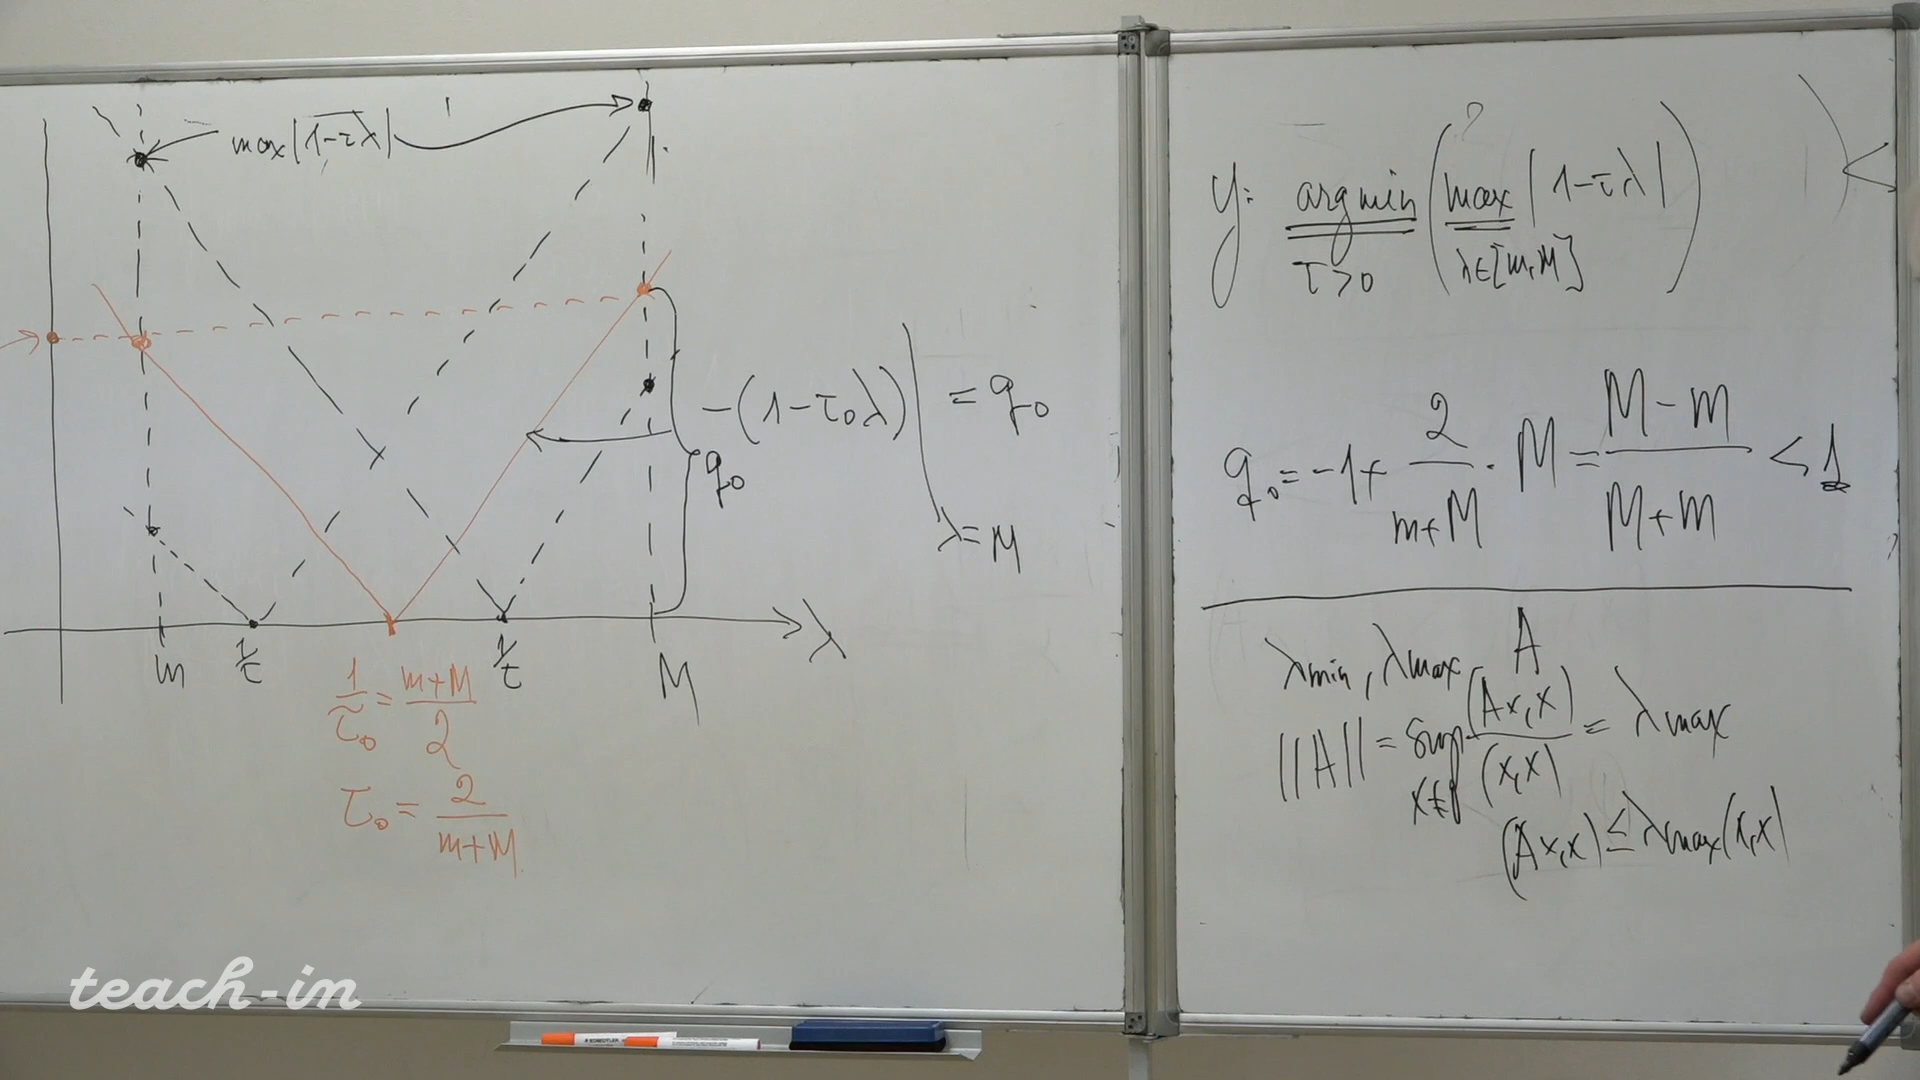 max|1-τλ|
-(1-τ₀λ)|λ=M = q₀
q₀
m 1/τ 1/τ M λ
1/τ₀ = (m+M)/2
τ₀ = 2/(m+M)
y: argmin τ>0 ( max λ∈[m,M] |1-τλ| )
?
<
q₀ = -1 + 2/(m+M) · M = (M-m)/(M+m) < 1
λmin, λmax A
||A|| = sup x≠0 (Ax,x)/(x,x) = λmax
(Ax,x) ≤ λmax(x,x)
teach-in